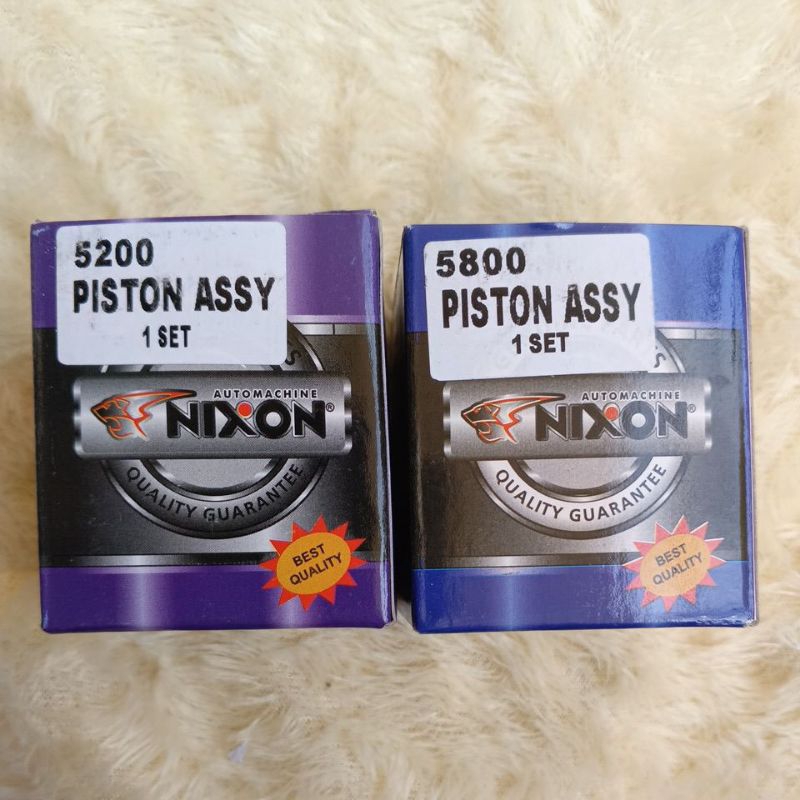 5200
PISTON ASSY
1 SET
AUTOMACHINE
NIXON®
QUALITY GUARANTEE
BEST
QUALITY
5800
PISTON ASSY
1 SET
AUTOMACHINE
NIXON®
QUALITY GUARANTEE
BEST
QUALITY